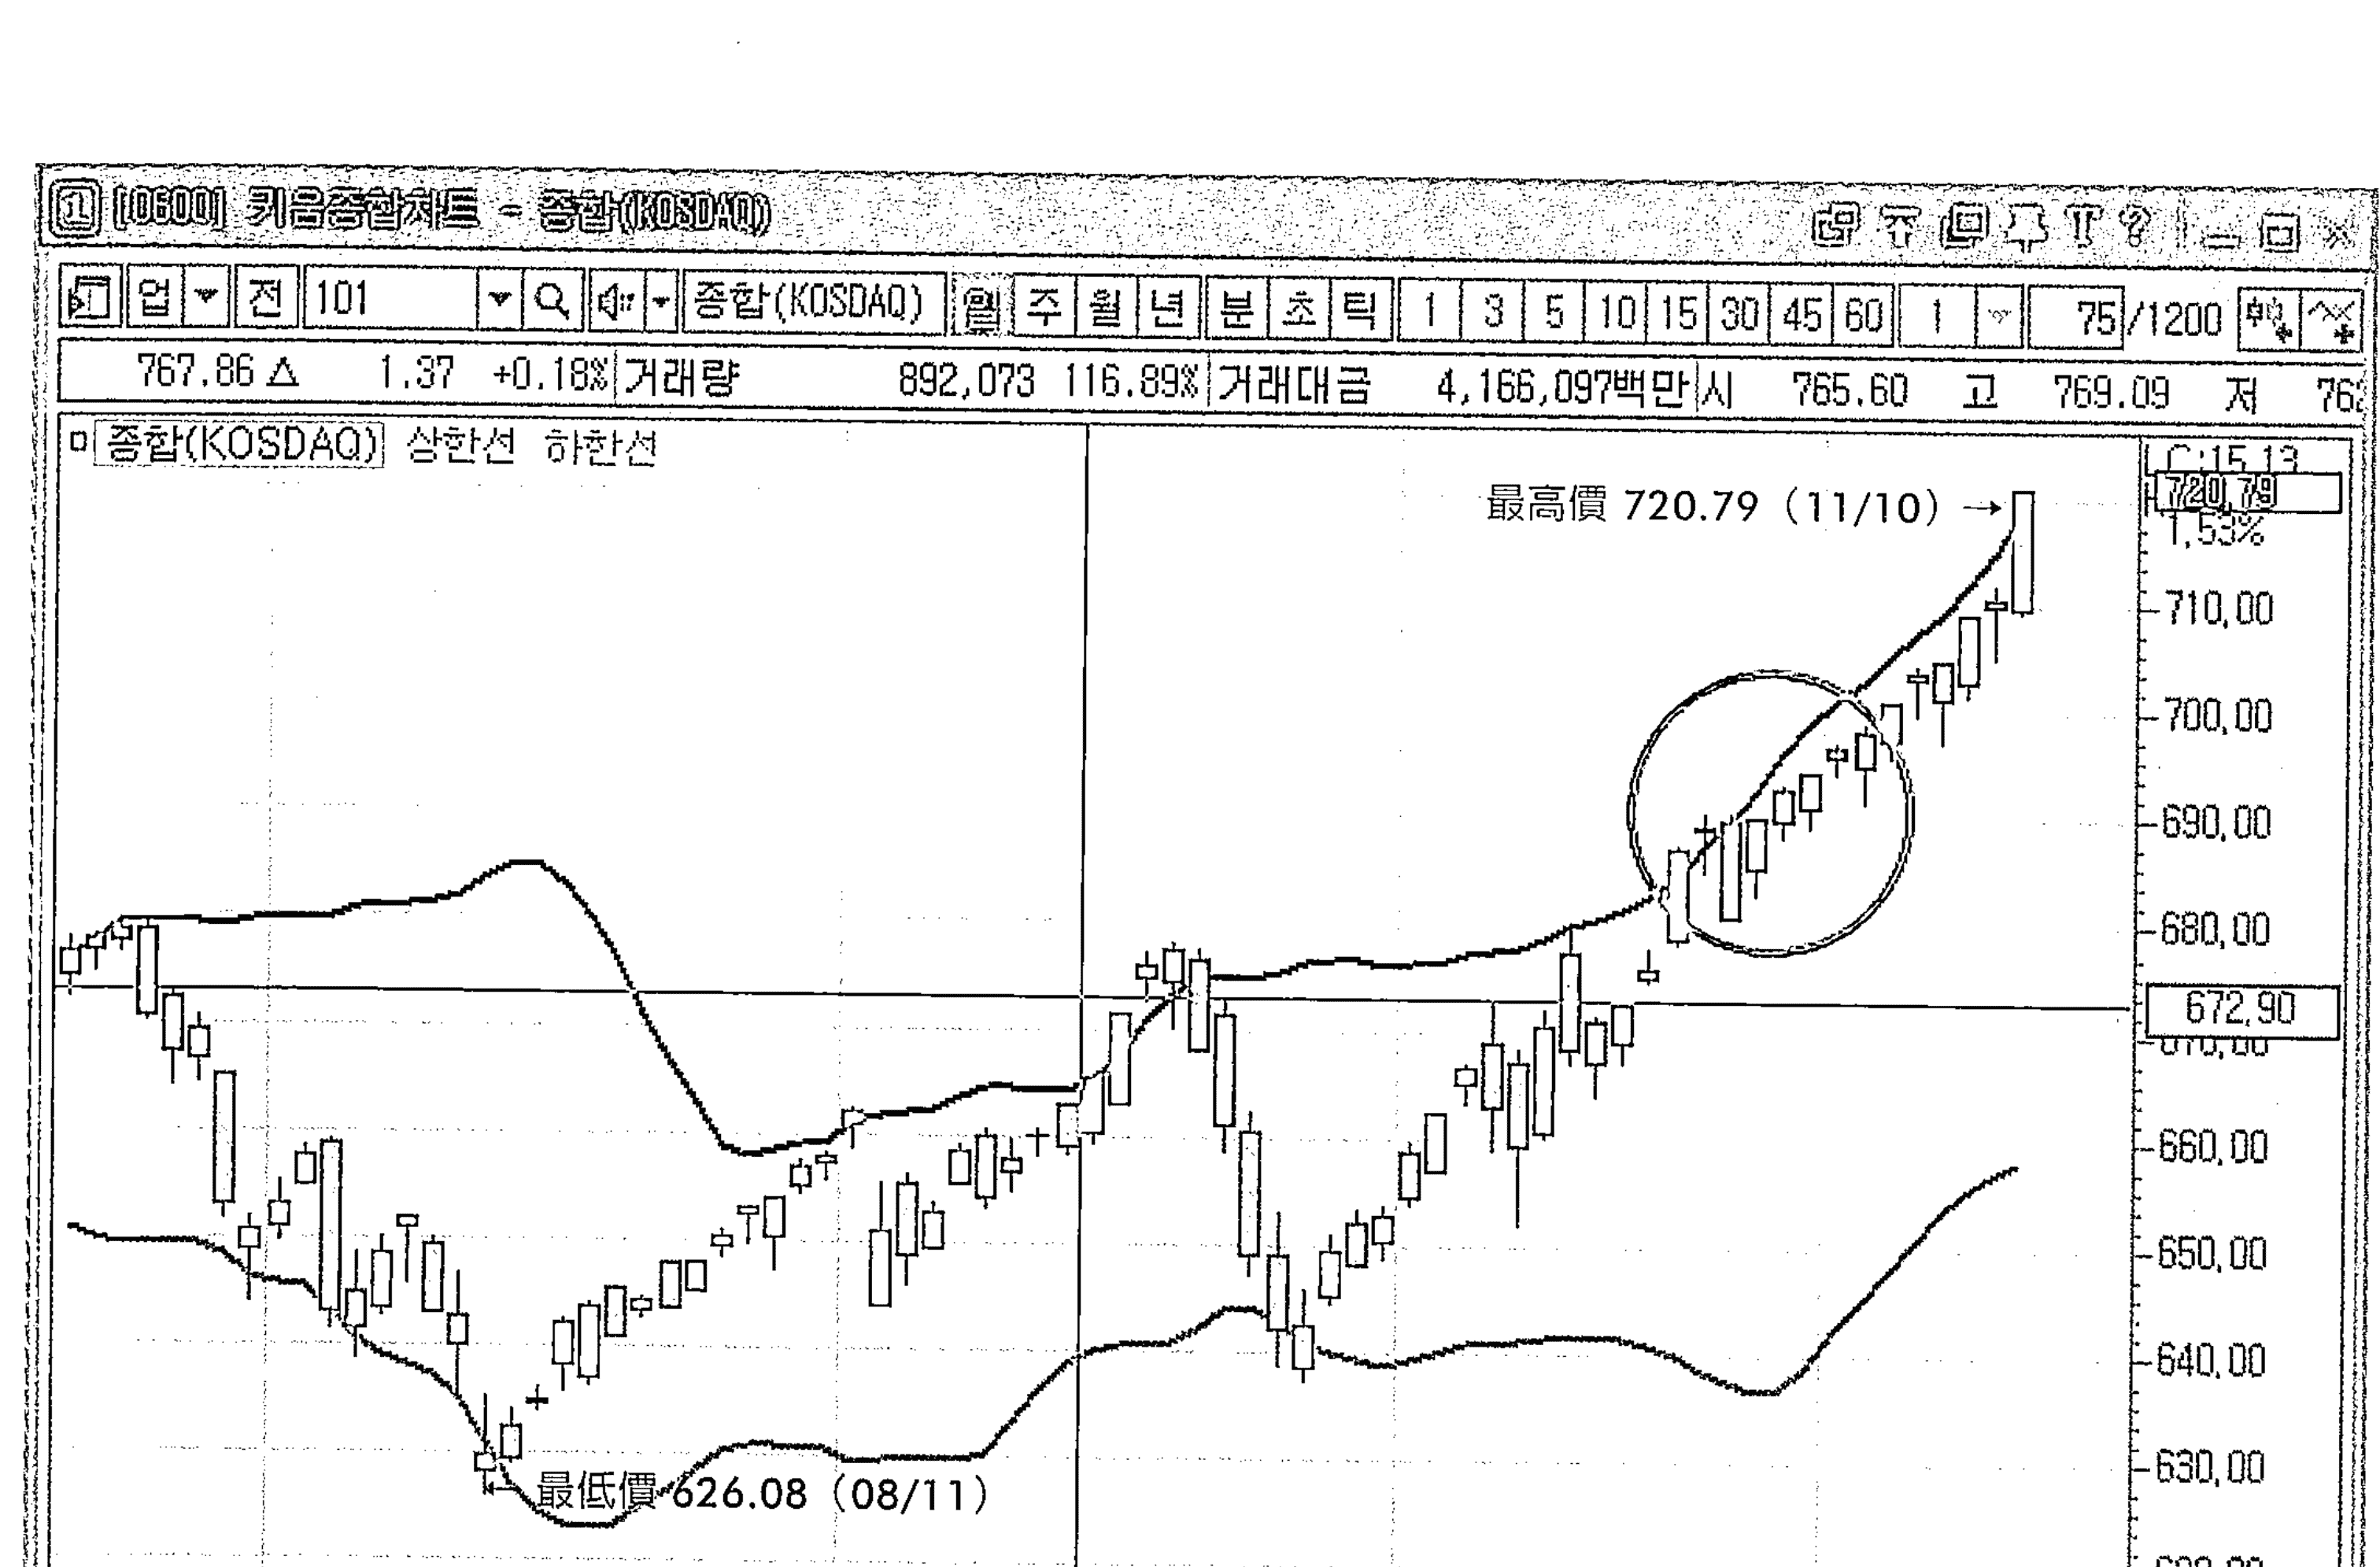 [0600] 키움종합차트 - 종합(KOSDAQ)
업 전 101 종합(KOSDAQ) 일 주 월 년 분 초 틱 1 3 5 10 15 30 45 60 1 75/1200
767.86 △ 1.37 +0.18% 거래량 892,073 116.89% 거래대금 4,166,097백만 시 765.60 고 769.09 저
종합(KOSDAQ) 상한선 하한선
最高價 720.79（11/10）→
720.79
1.53%
710.00
700.00
690.00
680.00
672.90
660.00
650.00
640.00
630.00
← 最低價 626.08（08/11）